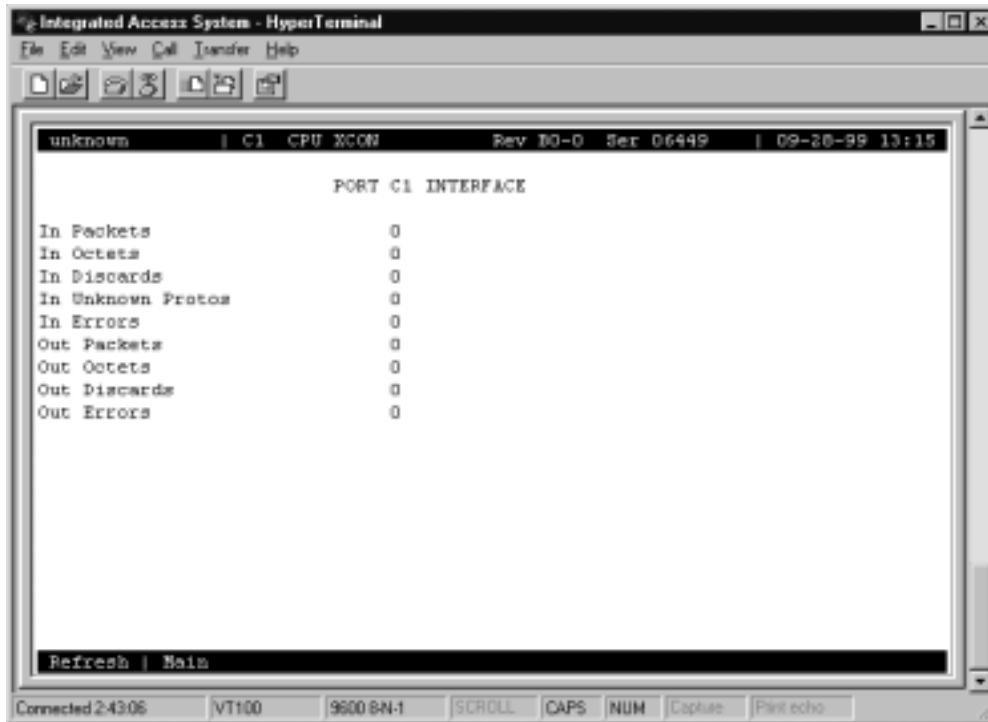 Integrated Access System - HyperTerminal
File Edit View Call Transfer Help
unknown | C1 CPU XCON Rev B0-0 Ser 06449 | 09-28-99 13:15
PORT C1 INTERFACE
In Packets 0
In Octets 0
In Discards 0
In Unknown Protos 0
In Errors 0
Out Packets 0
Out Octets 0
Out Discards 0
Out Errors 0
Refresh | Main
Connected 2:43:06 VT100 9600 8-N-1 SCROLL CAPS NUM Capture Print echo